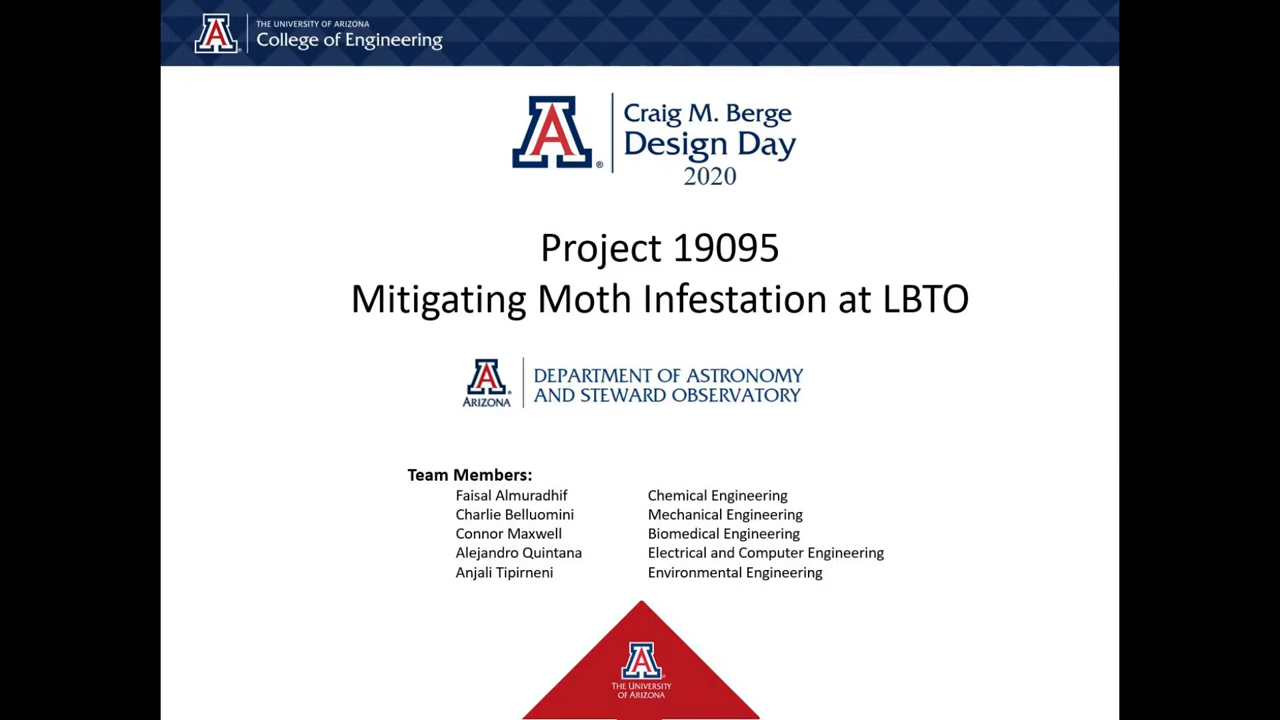 THE UNIVERSITY OF ARIZONA
College of Engineering
A
Craig M. Berge
Design Day
2020
Project 19095
Mitigating Moth Infestation at LBTO
A
ARIZONA
DEPARTMENT OF ASTRONOMY
AND STEWARD OBSERVATORY
Team Members:
Faisal Almuradhif Chemical Engineering
Charlie Belluomini Mechanical Engineering
Connor Maxwell Biomedical Engineering
Alejandro Quintana Electrical and Computer Engineering
Anjali Tipirneni Environmental Engineering
A
THE UNIVERSITY
OF ARIZONA